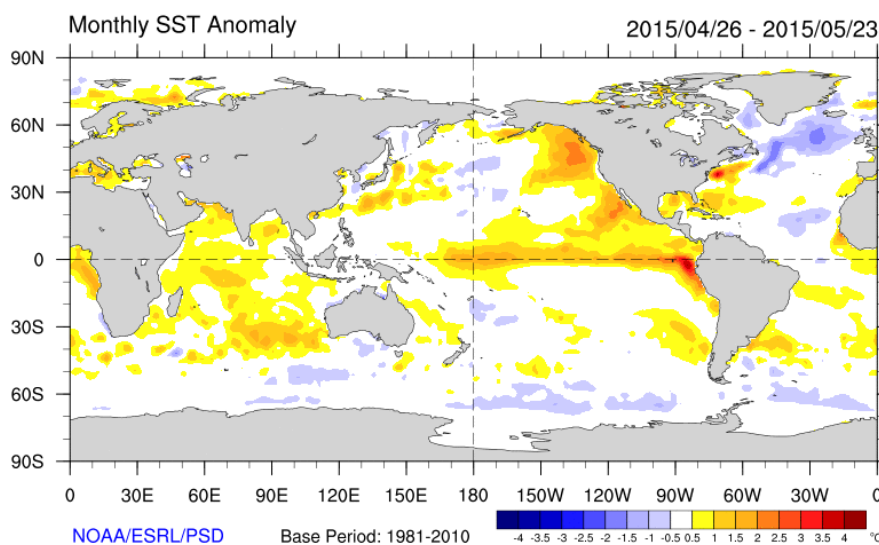 Monthly SST Anomaly 2015/04/26 - 2015/05/23
90N
60N
30N
0
30S
60S
90S
0 30E 60E 90E 120E 150E 180 150W 120W 90W 60W 30W 0
NOAA/ESRL/PSD Base Period: 1981-2010
-4 -3.5 -3 -2.5 -2 -1.5 -1 -0.5 0.5 1 1.5 2 2.5 3 3.5 4 °C